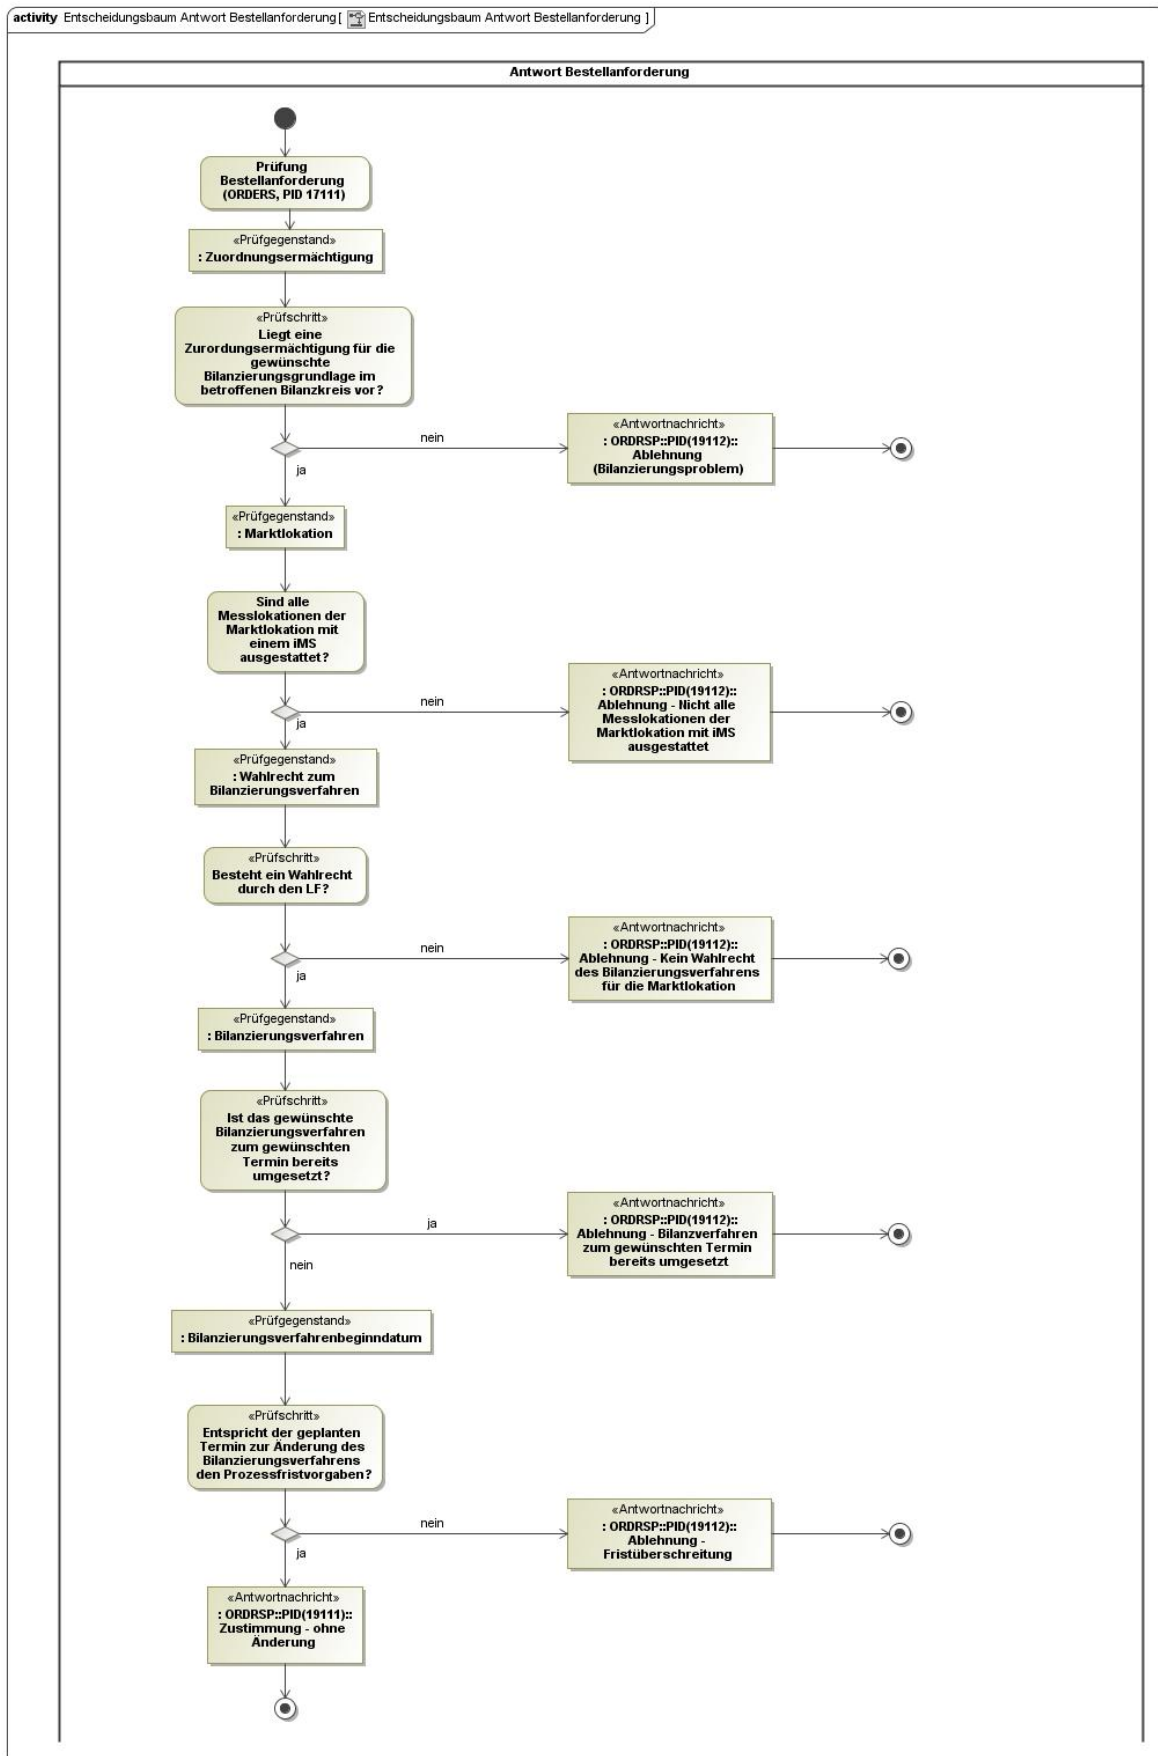 activity Entscheidungsbaum Antwort Bestellanforderung [ Entscheidungsbaum Antwort Bestellanforderung ]
Antwort Bestellanforderung
Prüfung
Bestellanforderung
(ORDERS, PID 17111)
«Prüfgegenstand»
: Zuordnungsermächtigung
«Prüfschritt»
Liegt eine
Zurordungsermächtigung für die
gewünschte
Bilanzierungsgrundlage im
betroffenen Bilanzkreis vor?
nein
«Antwortnachricht»
: ORDRSP::PID(19112)::
Ablehnung
(Bilanzierungsproblem)
ja
«Prüfgegenstand»
: Marktlokation
Sind alle
Messlokationen der
Marktlokation mit
einem iMS
ausgestattet?
nein
«Antwortnachricht»
: ORDRSP::PID(19112)::
Ablehnung - Nicht alle
Messlokationen der
Marktlokation mit iMS
ausgestattet
ja
«Prüfgegenstand»
: Wahlrecht zum
Bilanzierungsverfahren
«Prüfschritt»
Besteht ein Wahlrecht
durch den LF?
nein
«Antwortnachricht»
: ORDRSP::PID(19112)::
Ablehnung - Kein Wahlrecht
des Bilanzierungsverfahrens
für die Marktlokation
ja
«Prüfgegenstand»
: Bilanzierungsverfahren
«Prüfschritt»
Ist das gewünschte
Bilanzierungsverfahren
zum gewünschten
Termin bereits
umgesetzt?
ja
«Antwortnachricht»
: ORDRSP::PID(19112)::
Ablehnung - Bilanzverfahren
zum gewünschten Termin
bereits umgesetzt
nein
«Prüfgegenstand»
: Bilanzierungsverfahrenbeginndatum
«Prüfschritt»
Entspricht der geplanten
Termin zur Änderung des
Bilanzierungsverfahrens
den Prozessfristvorgaben?
nein
«Antwortnachricht»
: ORDRSP::PID(19112)::
Ablehnung -
Fristüberschreitung
ja
«Antwortnachricht»
: ORDRSP::PID(19111)::
Zustimmung - ohne
Änderung